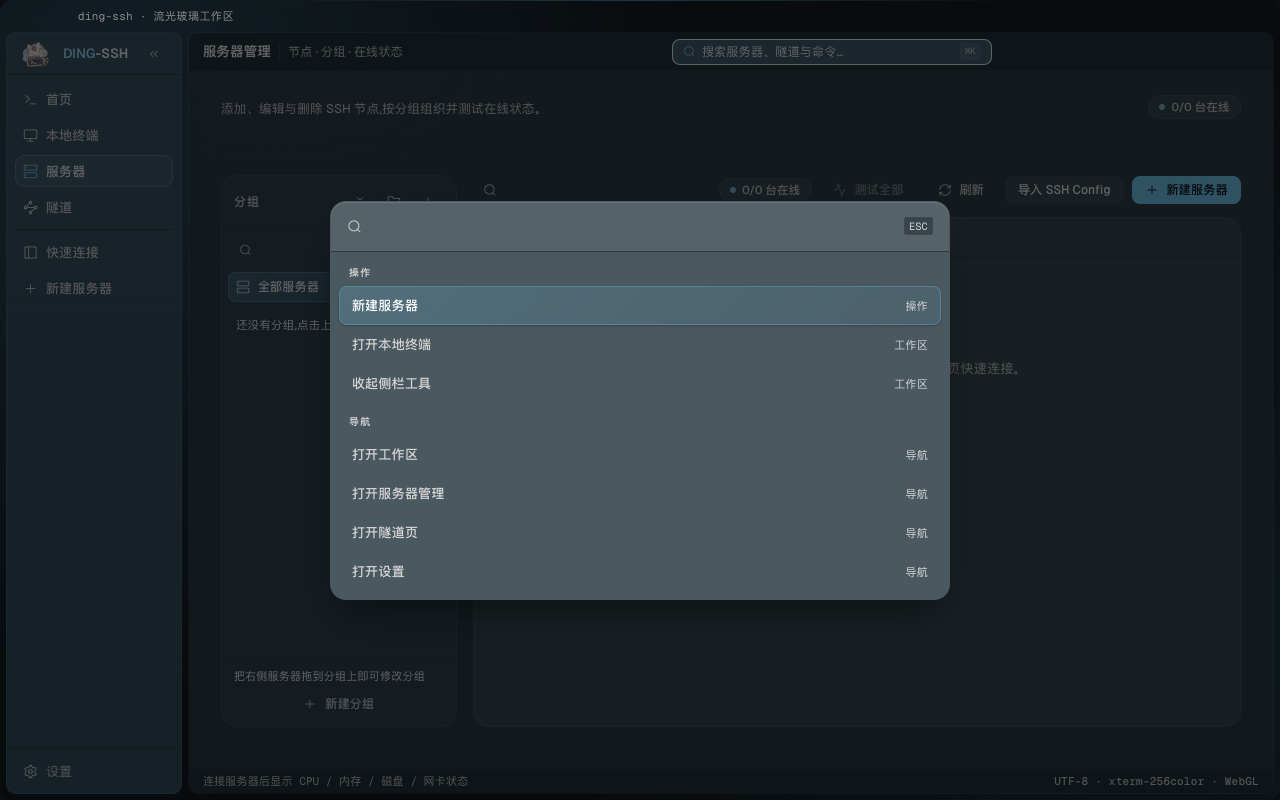 ding-ssh · 流光玻璃工作区
DING-SSH
服务器管理
节点 · 分组 · 在线状态
搜索服务器、隧道与命令…
⌘K
首页
本地终端
服务器
隧道
快速连接
新建服务器
设置
添加、编辑与删除 SSH 节点,按分组组织并测试在线状态。
0/0 台在线
分组
0/0 台在线
测试全部
刷新
导入 SSH Config
新建服务器
全部服务器
还没有分组,点击上
页快速连接。
ESC
操作
新建服务器
操作
打开本地终端
工作区
收起侧栏工具
工作区
导航
打开工作区
导航
打开服务器管理
导航
打开隧道页
导航
打开设置
导航
把右侧服务器拖到分组上即可修改分组
新建分组
连接服务器后显示 CPU / 内存 / 磁盘 / 网卡状态
UTF-8 · xterm-256color · WebGL